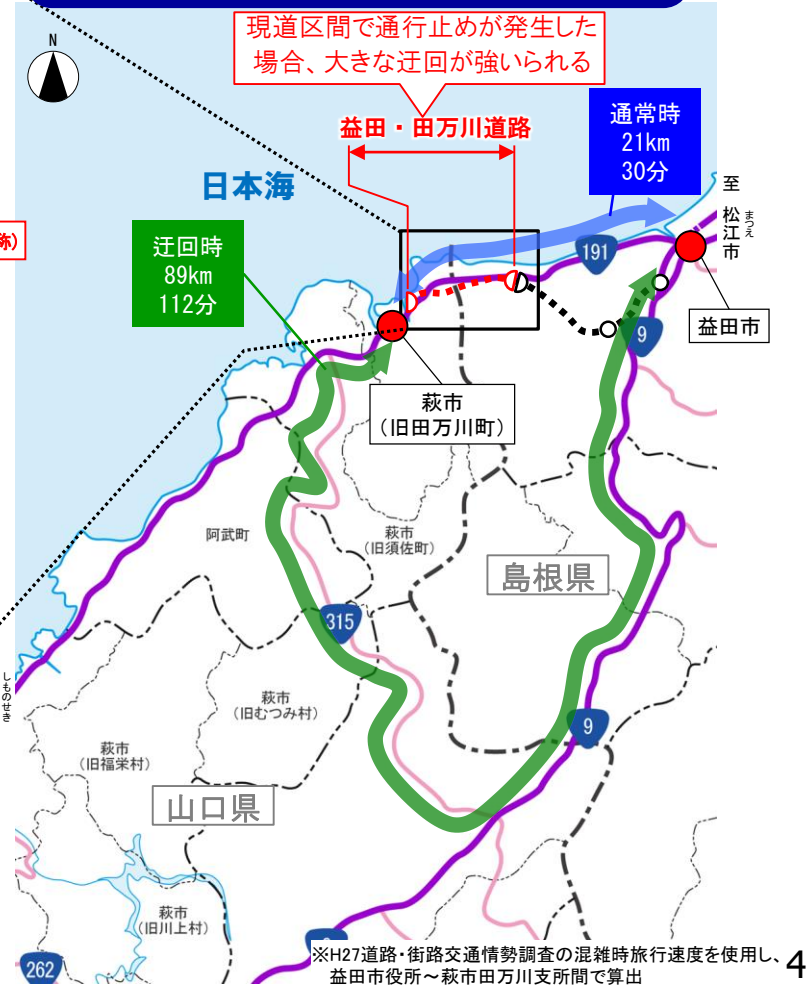 現道区間で通行止めが発生した
場合、大きな迂回が強いられる
N
益田・田万川道路
通常時
21km
30分
日本海
至
松江市
まつえ
称)
迂回時
89km
112分
191
9
益田市
萩市
(旧田万川町)
阿武町
萩市
(旧須佐町)
島根県
315
しものせき
萩市
(旧むつみ村)
9
萩市
(旧福栄村)
山口県
萩市
(旧川上村)
262
※H27道路・街路交通情勢調査の混雑時旅行速度を使用し、
益田市役所~萩市田万川支所間で算出
4